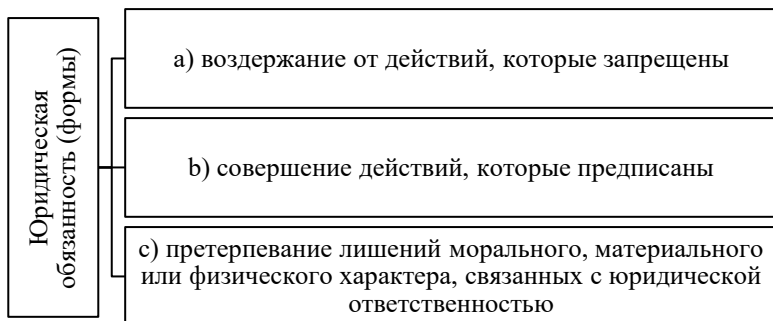 Юридическая
обязанность (формы)
a) воздержание от действий, которые запрещены
b) совершение действий, которые предписаны
c) претерпевание лишений морального, материального
или физического характера, связанных с юридической
ответственностью